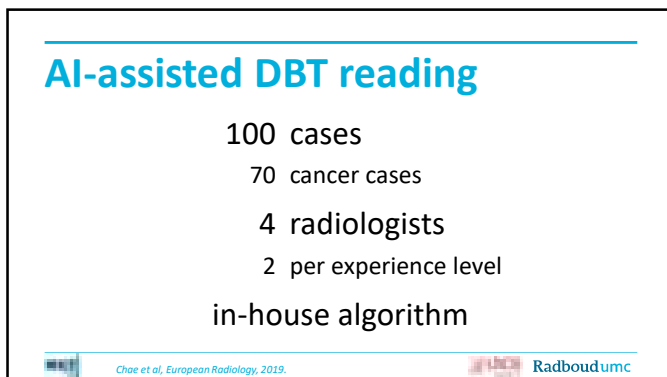 AI-assisted DBT reading
100 cases
70 cancer cases
4 radiologists
2 per experience level
in-house algorithm
Chae et al, European Radiology, 2019.
Radboudumc